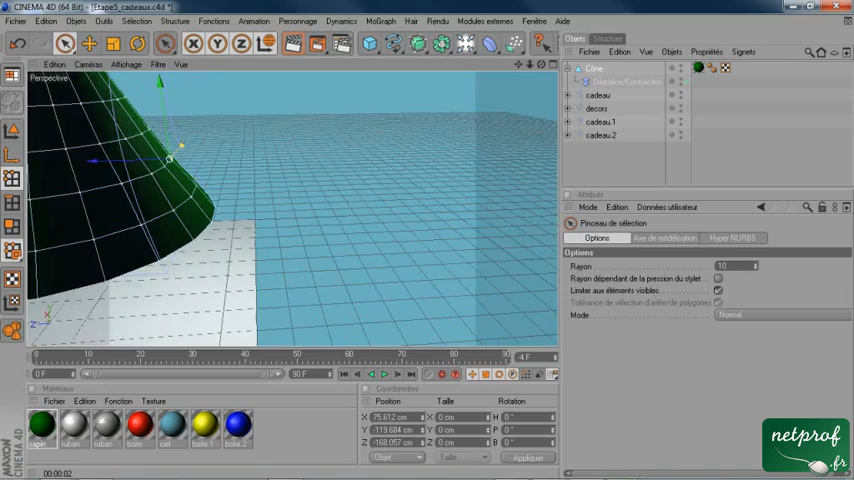 CINEMA 4D (64 Bit) - [Etape5_cadeaux.c4d *]
Fichier Edition Objets Outils Sélection Structure Fonctions Animation Personnage Dynamics MoGraph Hair Rendu Modules externes Script Fenêtre Aide
Objets Structure
Fichier Edition Vue Objets Propriétés Signets
Edition Caméras Affichage Filtre Vue
Perspective
Cône
Dilatation/Contraction
cadeau
decors
cadeau.1
cadeau.2
Attributs
Mode Edition Données utilisateur
Pinceau de sélection
Options Axe de modélisation Hyper NURBS
Options
Rayon 10
Rayon dépendant de la pression du stylet
Limiter aux éléments visibles
Tolérance de sélection d'arête/de polygones
Mode Normal
Y
Z X
0 10 20 30 40 50 60 70 80 90 -4 F
0 F 0 F 90 F 90 F
Matériaux
Fichier Edition Fonction Texture
sapin ruban ruban boite ciel boite.1 boite.2
Coordonnées
Position Taille Rotation
X 75.612 cm X 0 cm H 0 °
Y -119.684 cm Y 0 cm P 0 °
Z -168.057 cm Z 0 cm B 0 °
Objet Taille Appliquer
MAXON
CINEMA 4D
00:00:02
netprof
.fr